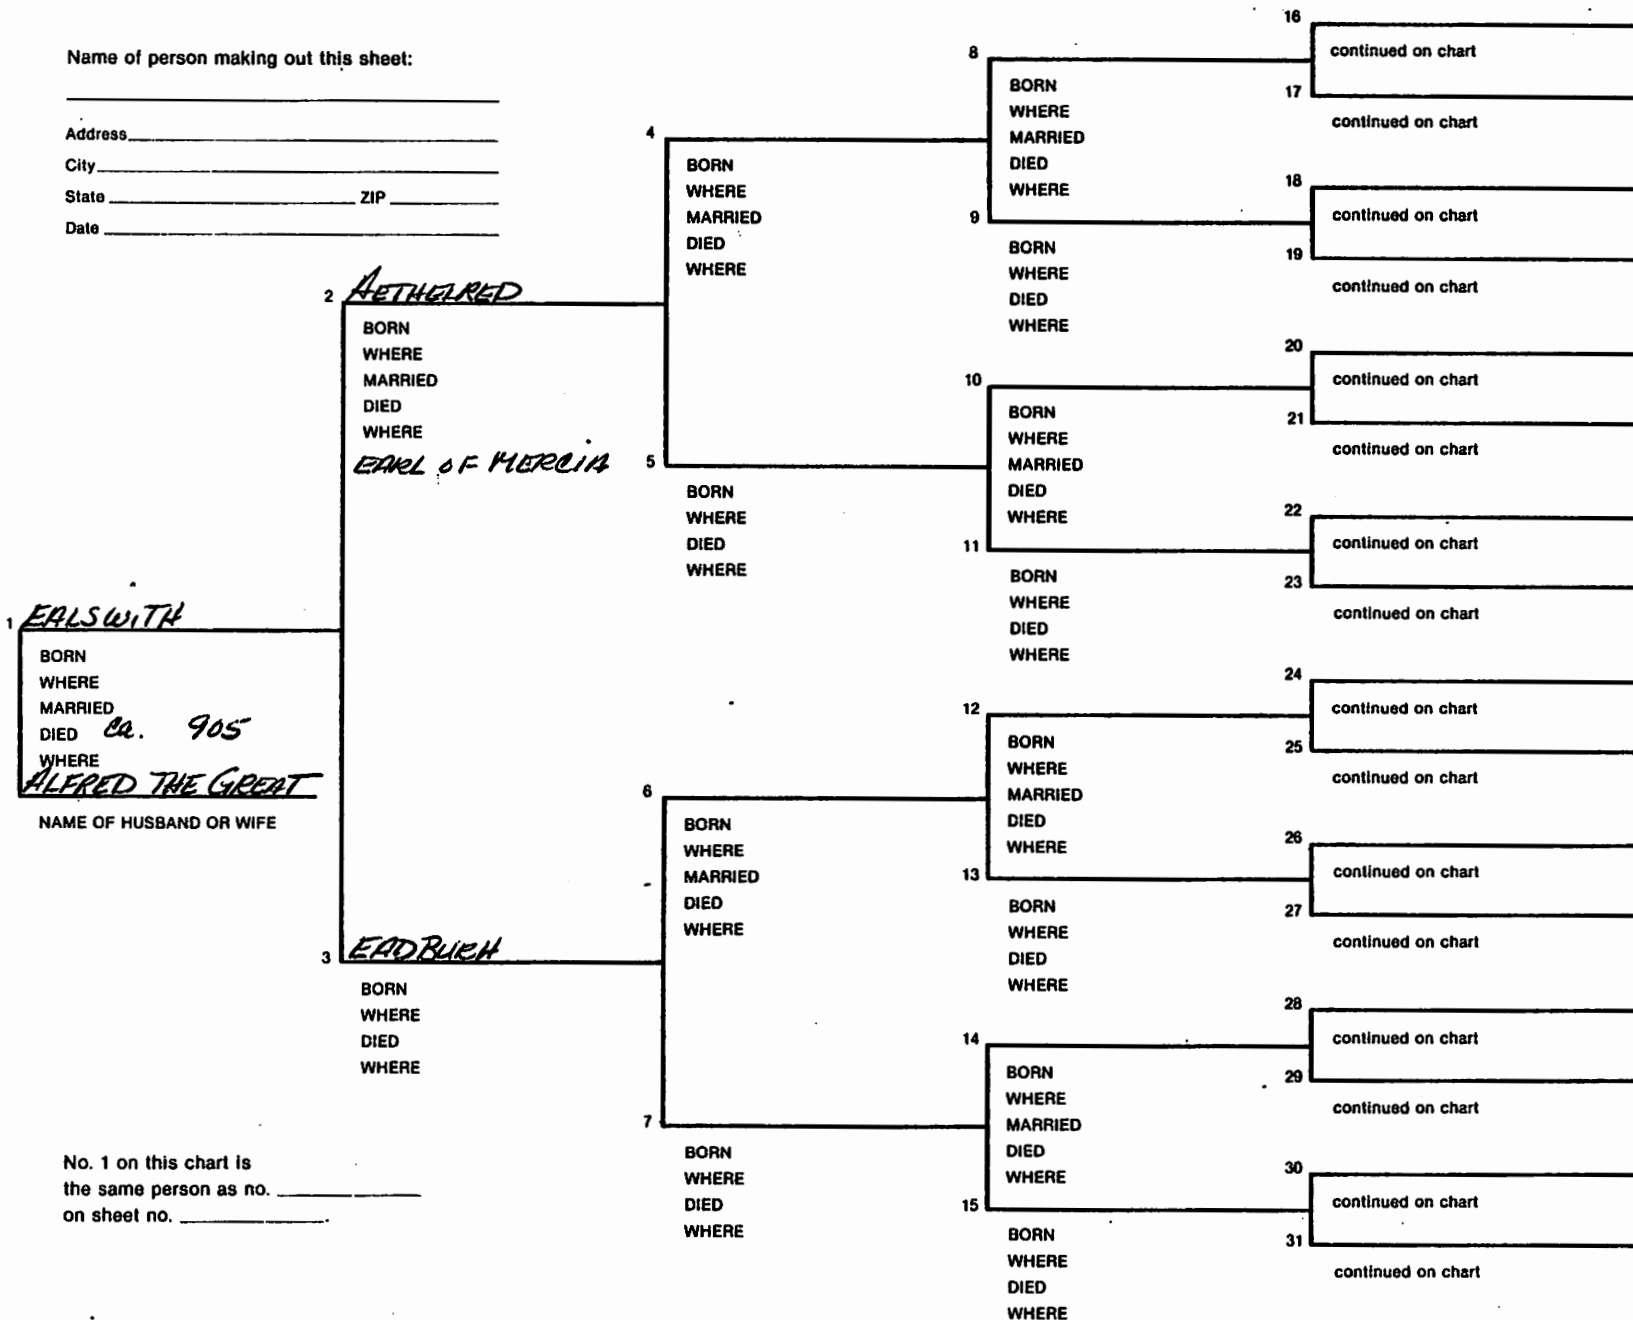 Name of person making out this sheet:
Address
City
State ZIP
Date
1 EALSWITH
BORN
WHERE
MARRIED
DIED ca. 905
WHERE
ALFRED THE GREAT
NAME OF HUSBAND OR WIFE
No. 1 on this chart is
the same person as no.
on sheet no. .
2 AETHELRED
BORN
WHERE
MARRIED
DIED
WHERE
EARL OF MERCIA
3 EADBURH
BORN
WHERE
DIED
WHERE
4
BORN
WHERE
MARRIED
DIED
WHERE
5
BORN
WHERE
DIED
WHERE
6
BORN
WHERE
MARRIED
DIED
WHERE
7
BORN
WHERE
DIED
WHERE
8
BORN
WHERE
MARRIED
DIED
WHERE
9
BORN
WHERE
DIED
WHERE
10
BORN
WHERE
MARRIED
DIED
WHERE
11
BORN
WHERE
DIED
WHERE
12
BORN
WHERE
MARRIED
DIED
WHERE
13
BORN
WHERE
DIED
WHERE
14
BORN
WHERE
MARRIED
DIED
WHERE
15
BORN
WHERE
DIED
WHERE
16
continued on chart
17
continued on chart
18
continued on chart
19
continued on chart
20
continued on chart
21
continued on chart
22
continued on chart
23
continued on chart
24
continued on chart
25
continued on chart
26
continued on chart
27
continued on chart
28
continued on chart
29
continued on chart
30
continued on chart
31
continued on chart